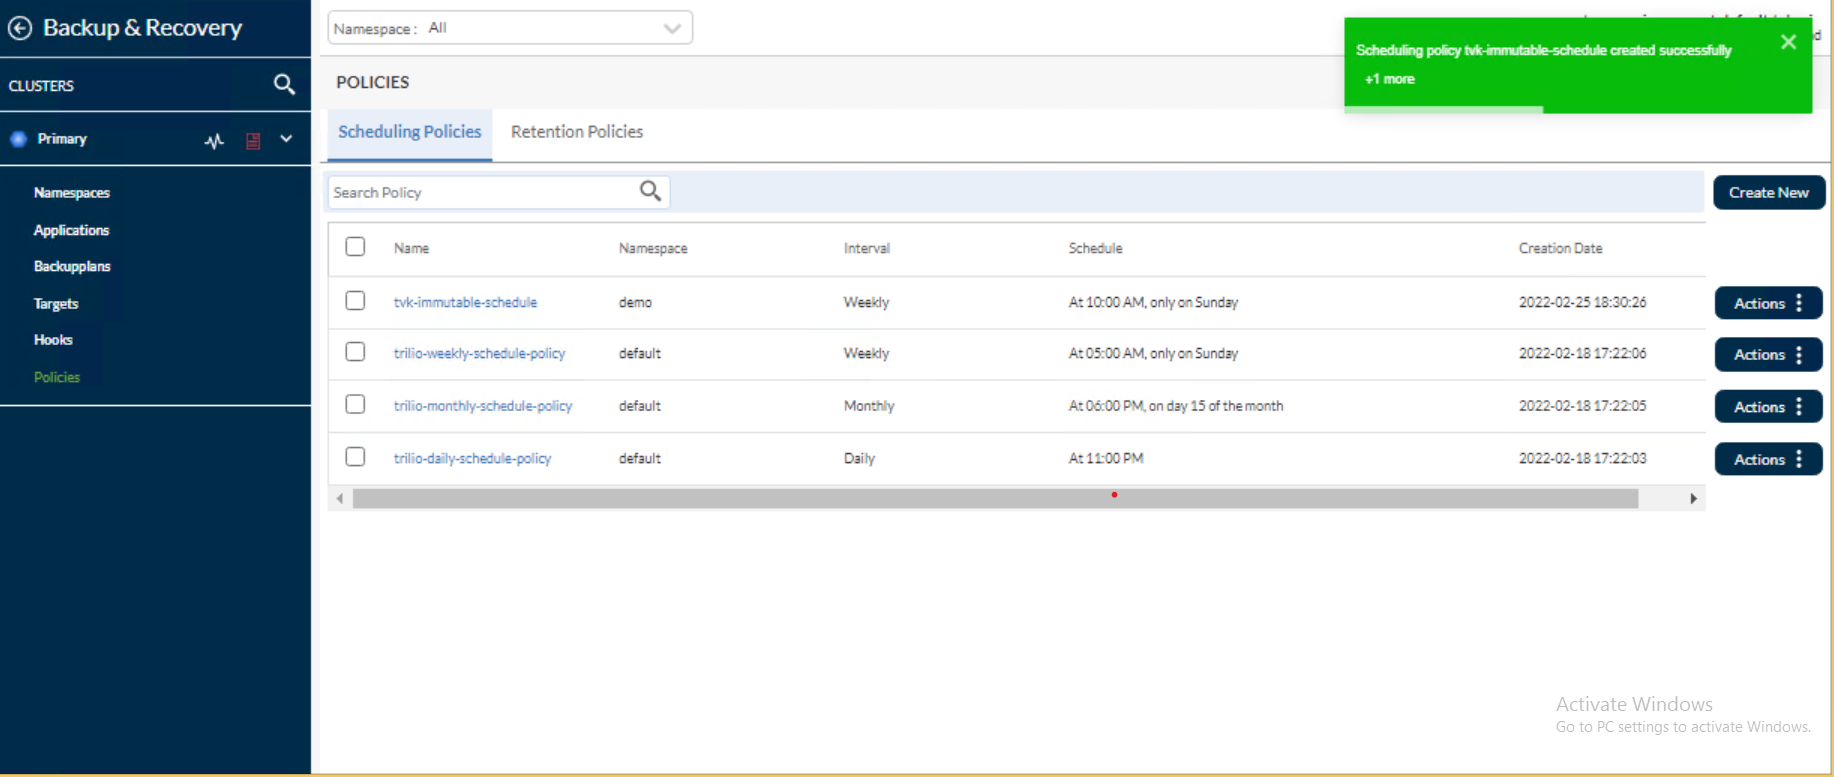 Backup & Recovery
Namespace : All
Scheduling policy tvk-immutable-schedule created successfully
+1 more
CLUSTERS
POLICIES
Primary
Scheduling Policies Retention Policies
Namespaces
Applications
Backupplans
Targets
Hooks
Policies
Search Policy
Create New
Name Namespace Interval Schedule Creation Date
tvk-immutable-schedule demo Weekly At 10:00 AM, only on Sunday 2022-02-25 18:30:26 Actions
trilio-weekly-schedule-policy default Weekly At 05:00 AM, only on Sunday 2022-02-18 17:22:06 Actions
trilio-monthly-schedule-policy default Monthly At 06:00 PM, on day 15 of the month 2022-02-18 17:22:05 Actions
trilio-daily-schedule-policy default Daily At 11:00 PM 2022-02-18 17:22:03 Actions
Activate Windows
Go to PC settings to activate Windows.